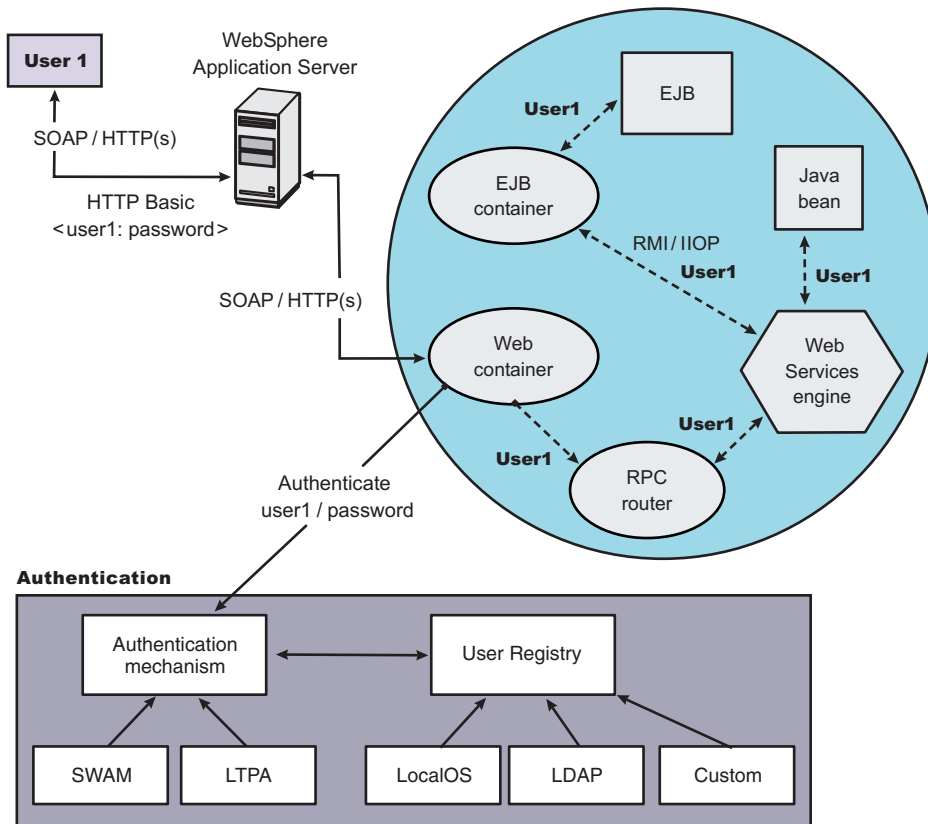 WebSphere
Application Server
User 1
SOAP / HTTP(s)
HTTP Basic
<user1: password>
SOAP / HTTP(s)
EJB
User1
EJB
container
Java
bean
RMI / IIOP
User1
User1
Web
container
Web
Services
engine
User1
User1
RPC
router
Authenticate
user1 / password
Authentication
Authentication
mechanism
User Registry
SWAM
LTPA
LocalOS
LDAP
Custom